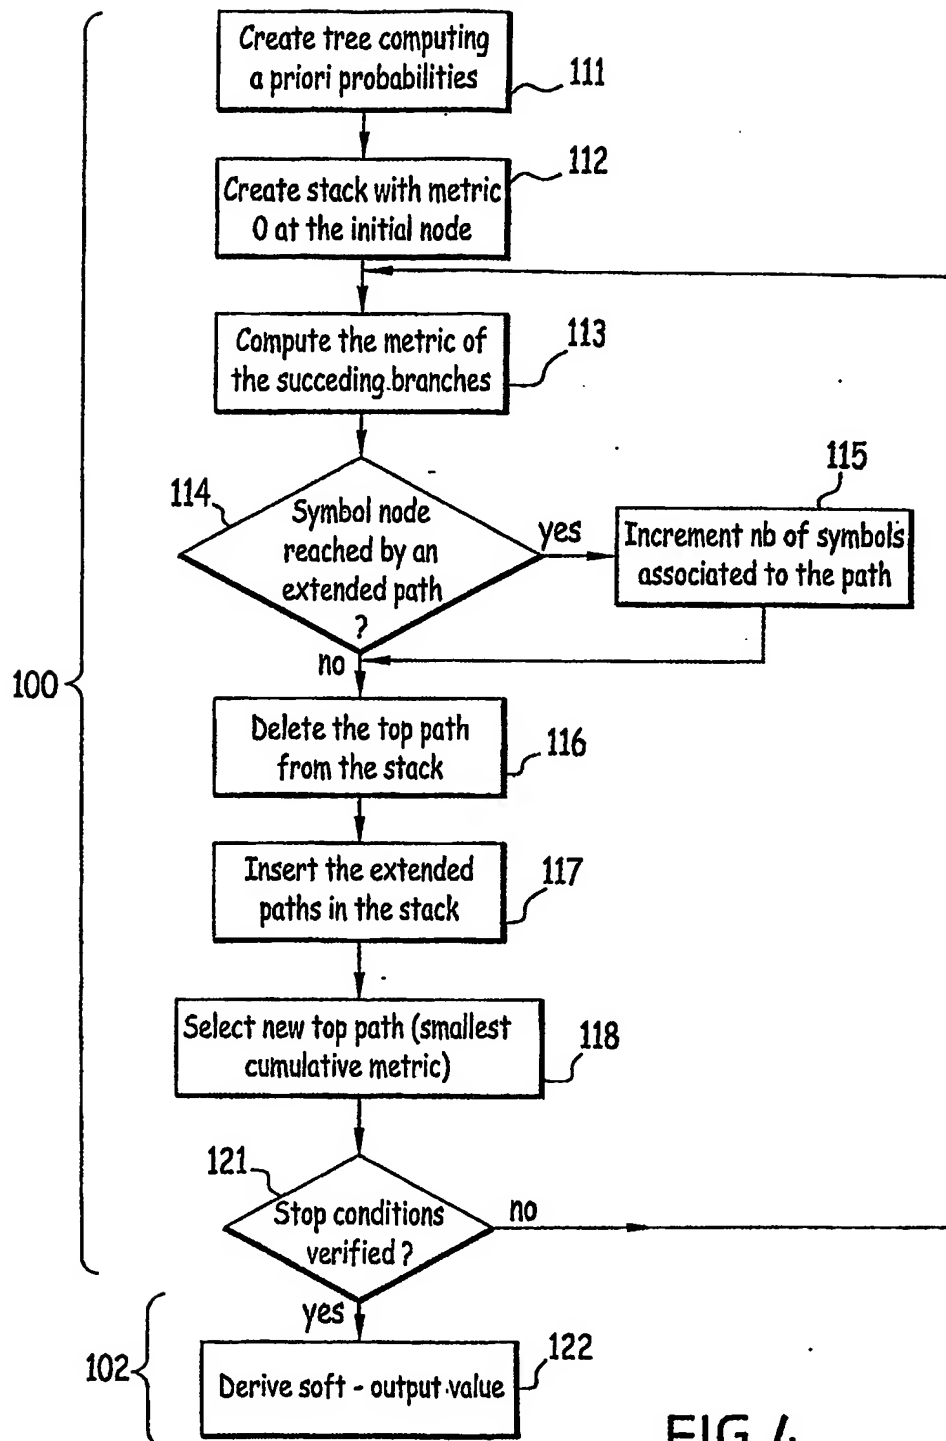 Create tree computing
a priori probabilities
111
112
Create stack with metric
0 at the initial node
Compute the metric of
the succeding branches
113
114
Symbol node
reached by an
extended path
?
yes
115
Increment nb of symbols
associated to the path
no
100
Delete the top path
from the stack
116
Insert the extended
paths in the stack
117
Select new top path (smallest
cumulative metric)
118
121
Stop conditions
verified ?
no
yes
102
Derive soft - output value
122
FIG.4